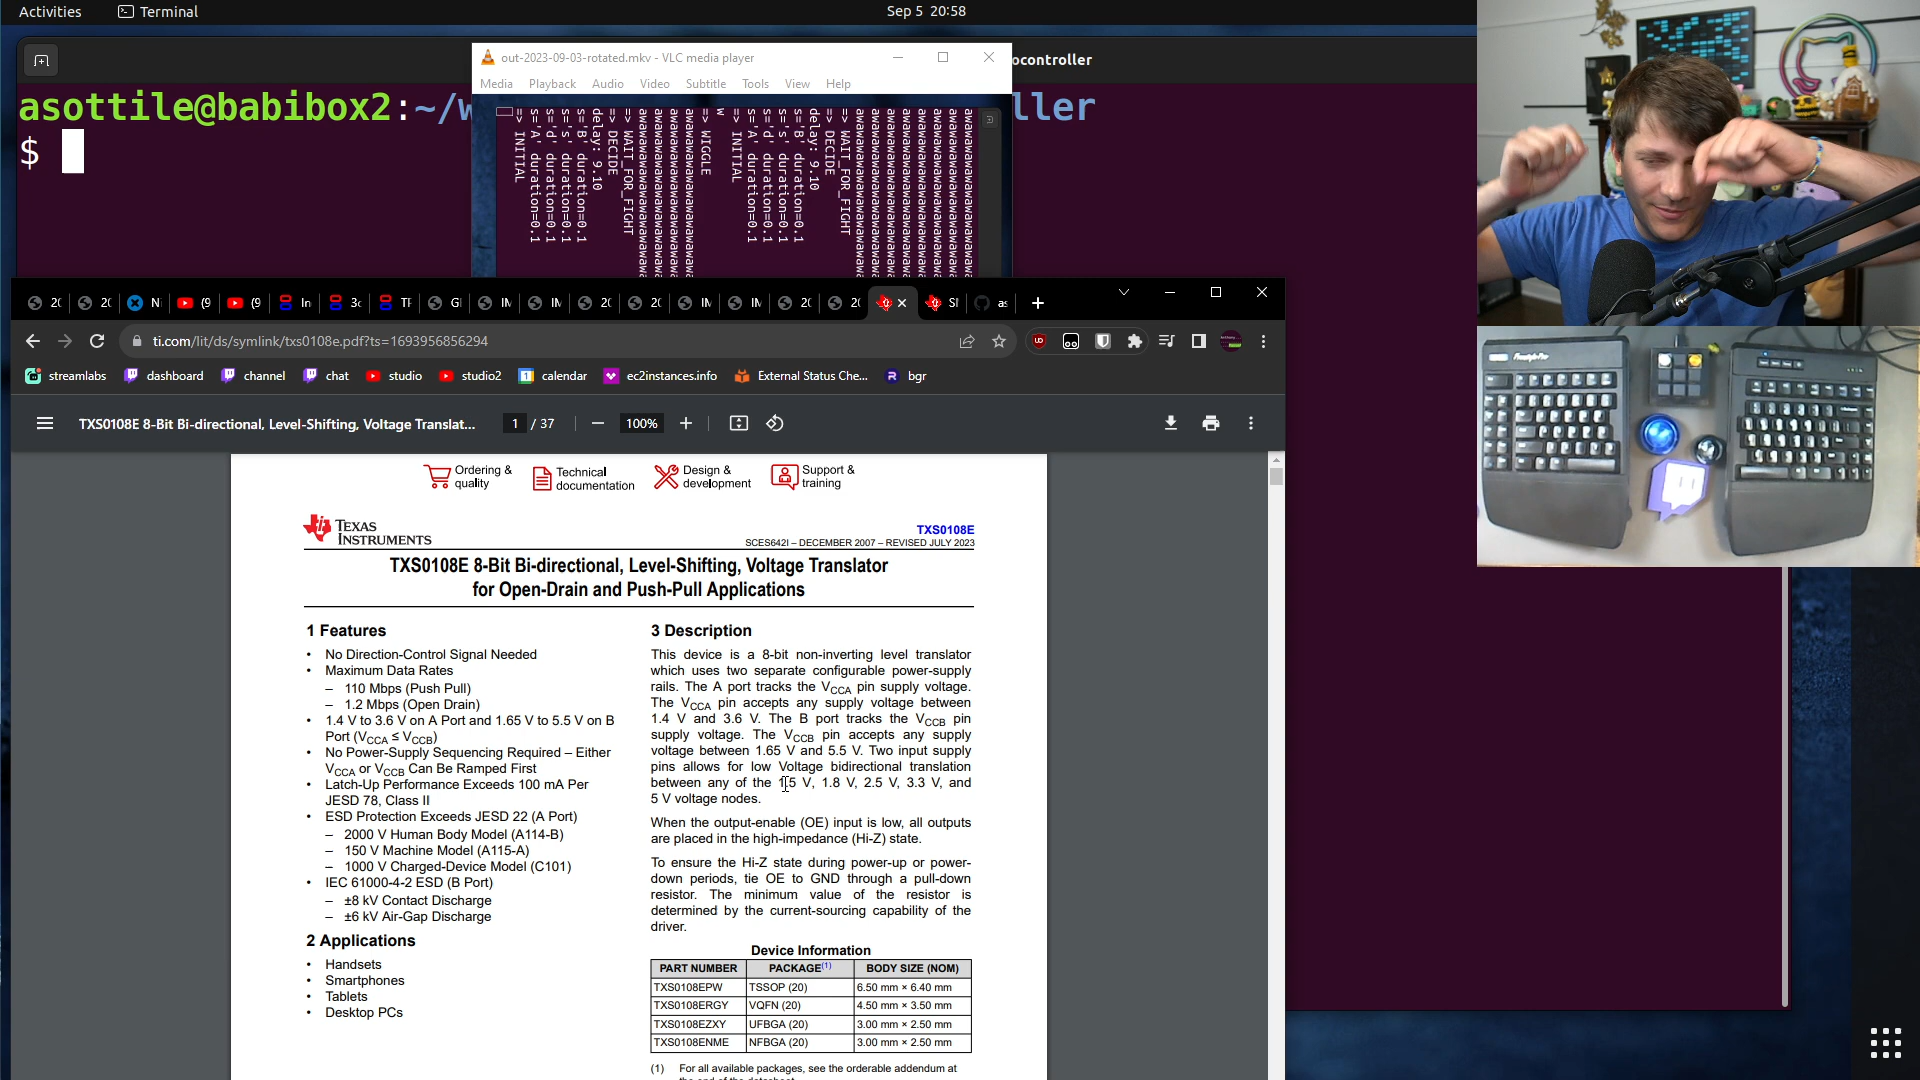 Activities
Terminal
Sep 5 20:58
ocontroller
asottile@babibox2:~/w
ller
$
out-2023-09-03-rotated.mkv - VLC media player
Media Playback Audio Video Subtitle Tools View Help
=> INITIAL
s='A' duration=0.1
s='d' duration=0.1
s='s' duration=0.1
s='B' duration=0.1
delay: 9.10
=> DECIDE
=> WAIT_FOR_FIGHT
=> WIGGLE
w
=> INITIAL
s='A' duration=0.1
s='d' duration=0.1
s='s' duration=0.1
s='B' duration=0.1
delay: 9.10
=> DECIDE
=> WAIT_FOR_FIGHT
ti.com/lit/ds/symlink/txs0108e.pdf?ts=1693956856294
streamlabs
dashboard
channel
chat
studio
studio2
calendar
ec2instances.info
External Status Che...
bgr
TXS0108E 8-Bit Bi-directional, Level-Shifting, Voltage Translat...
1 / 37
100%
Ordering &
quality
Technical
documentation
Design &
development
Support &
training
TEXAS
INSTRUMENTS
TXS0108E
SCES642I – DECEMBER 2007 – REVISED JULY 2023
TXS0108E 8-Bit Bi-directional, Level-Shifting, Voltage Translator
for Open-Drain and Push-Pull Applications
1 Features
• No Direction-Control Signal Needed
• Maximum Data Rates
– 110 Mbps (Push Pull)
– 1.2 Mbps (Open Drain)
• 1.4 V to 3.6 V on A Port and 1.65 V to 5.5 V on B
Port (VCCA ≤ VCCB)
• No Power-Supply Sequencing Required – Either
VCCA or VCCB Can Be Ramped First
• Latch-Up Performance Exceeds 100 mA Per
JESD 78, Class II
• ESD Protection Exceeds JESD 22 (A Port)
– 2000 V Human Body Model (A114-B)
– 150 V Machine Model (A115-A)
– 1000 V Charged-Device Model (C101)
• IEC 61000-4-2 ESD (B Port)
– ±8 kV Contact Discharge
– ±6 kV Air-Gap Discharge
2 Applications
• Handsets
• Smartphones
• Tablets
• Desktop PCs
3 Description
This device is a 8-bit non-inverting level translator
which uses two separate configurable power-supply
rails. The A port tracks the VCCA pin supply voltage.
The VCCA pin accepts any supply voltage between
1.4 V and 3.6 V. The B port tracks the VCCB pin
supply voltage. The VCCB pin accepts any supply
voltage between 1.65 V and 5.5 V. Two input supply
pins allows for low Voltage bidirectional translation
between any of the 1.5 V, 1.8 V, 2.5 V, 3.3 V, and
5 V voltage nodes.
When the output-enable (OE) input is low, all outputs
are placed in the high-impedance (Hi-Z) state.
To ensure the Hi-Z state during power-up or power-
down periods, tie OE to GND through a pull-down
resistor. The minimum value of the resistor is
determined by the current-sourcing capability of the
driver.
Device Information
PART NUMBER PACKAGE(1) BODY SIZE (NOM)
TXS0108EPW TSSOP (20) 6.50 mm × 6.40 mm
TXS0108ERGY VQFN (20) 4.50 mm × 3.50 mm
TXS0108EZXY UFBGA (20) 3.00 mm × 2.50 mm
TXS0108ENME NFBGA (20) 3.00 mm × 2.50 mm
(1) For all available packages, see the orderable addendum at